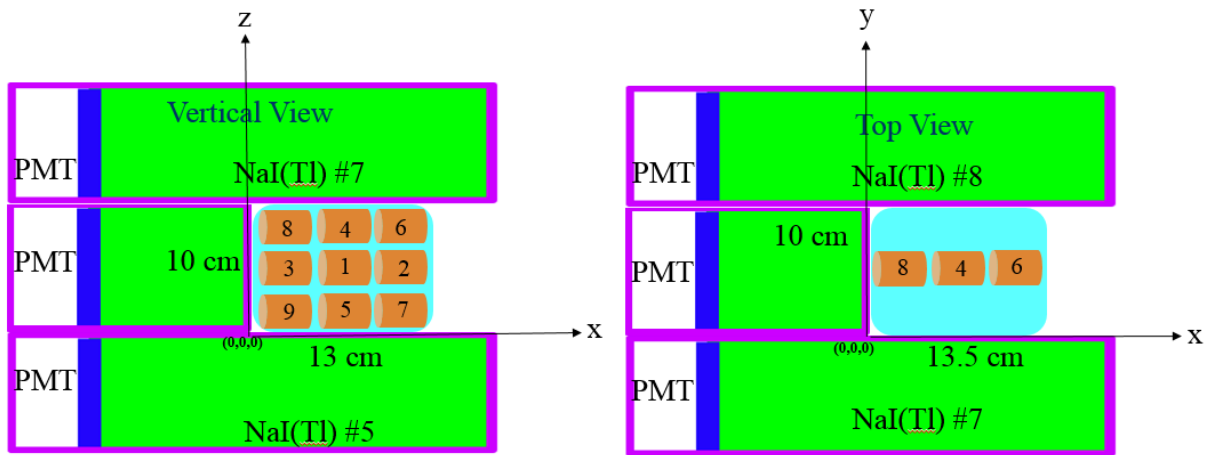 z
Vertical View
PMT
NaI(Tl) #7
PMT
10 cm
8 4 6
3 1 2
9 5 7
(0,0,0)
x
13 cm
PMT
NaI(Tl) #5
y
Top View
PMT
NaI(Tl) #8
PMT
10 cm
8 4 6
(0,0,0)
x
13.5 cm
PMT
NaI(Tl) #7